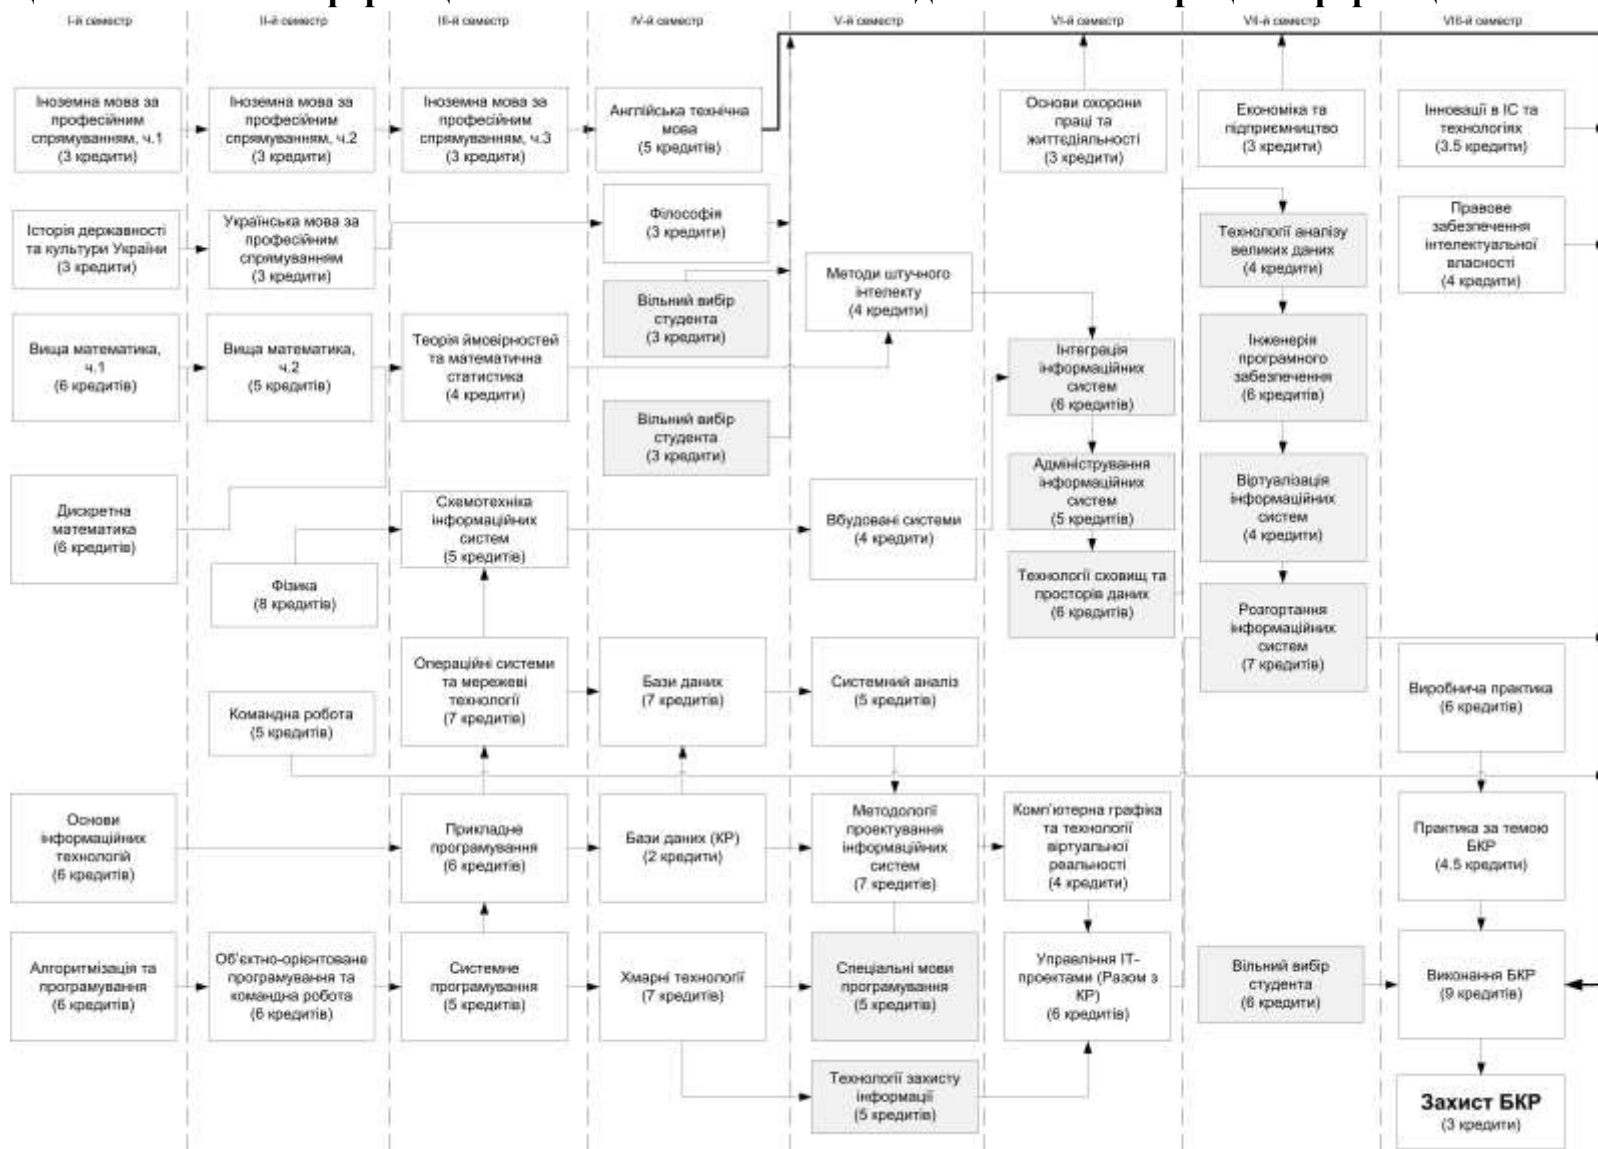 І-й семестр
ІІ-й семестр
ІІІ-й семестр
IV-й семестр
V-й семестр
VI-й семестр
VII-й семестр
VIII-й семестр
Іноземна мова за
професійним
спрямуванням, ч.1
(3 кредити)
Іноземна мова за
професійним
спрямуванням, ч.2
(3 кредити)
Іноземна мова за
професійним
спрямуванням, ч.3
(3 кредити)
Англійська технічна
мова
(5 кредитів)
Основи охорони
праці та
життєдіяльності
(3 кредити)
Економіка та
підприємництво
(3 кредити)
Інновації в ІС та
технологіях
(3.5 кредити)
Історія державності
та культури України
(3 кредити)
Українська мова за
професійним
спрямуванням
(3 кредити)
Філософія
(3 кредити)
Вільний вибір
студента
(3 кредити)
Методи штучного
інтелекту
(4 кредити)
Технології аналізу
великих даних
(4 кредити)
Правове
забезпечення
інтелектуальної
власності
(4 кредити)
Вища математика,
ч.1
(6 кредитів)
Вища математика,
ч.2
(5 кредитів)
Теорія ймовірностей
та математична
статистика
(4 кредити)
Вільний вибір
студента
(3 кредити)
Інтеграція
інформаційних
систем
(6 кредитів)
Інженерія
програмного
забезпечення
(6 кредитів)
Дискретна
математика
(6 кредитів)
Фізика
(8 кредитів)
Схемотехніка
інформаційних
систем
(5 кредитів)
Вбудовані системи
(4 кредити)
Адміністрування
інформаційних
систем
(5 кредитів)
Віртуалізація
інформаційних
систем
(4 кредити)
Технології сховищ та
просторів даних
(6 кредитів)
Розгортання
інформаційних
систем
(7 кредитів)
Командна робота
(5 кредитів)
Операційні системи
та мережеві
технології
(7 кредитів)
Бази даних
(7 кредитів)
Системний аналіз
(5 кредитів)
Виробнича практика
(6 кредитів)
Основи
інформаційних
технологій
(6 кредитів)
Прикладне
програмування
(6 кредитів)
Бази даних (КР)
(2 кредити)
Методології
проектування
інформаційних
систем
(7 кредитів)
Комп'ютерна графіка
та технології
віртуальної
реальності
(4 кредити)
Практика за темою
БКР
(4.5 кредити)
Алгоритмізація та
програмування
(6 кредитів)
Об'єктно-орієнтоване
програмування та
командна робота
(6 кредитів)
Системне
програмування
(5 кредитів)
Хмарні технології
(7 кредитів)
Спеціальні мови
програмування
(5 кредитів)
Управління ІТ-
проектами (Разом з
КР)
(6 кредитів)
Вільний вибір
студента
(6 кредити)
Виконання БКР
(9 кредитів)
Технології захисту
інформації
(5 кредитів)
Захист БКР
(3 кредити)